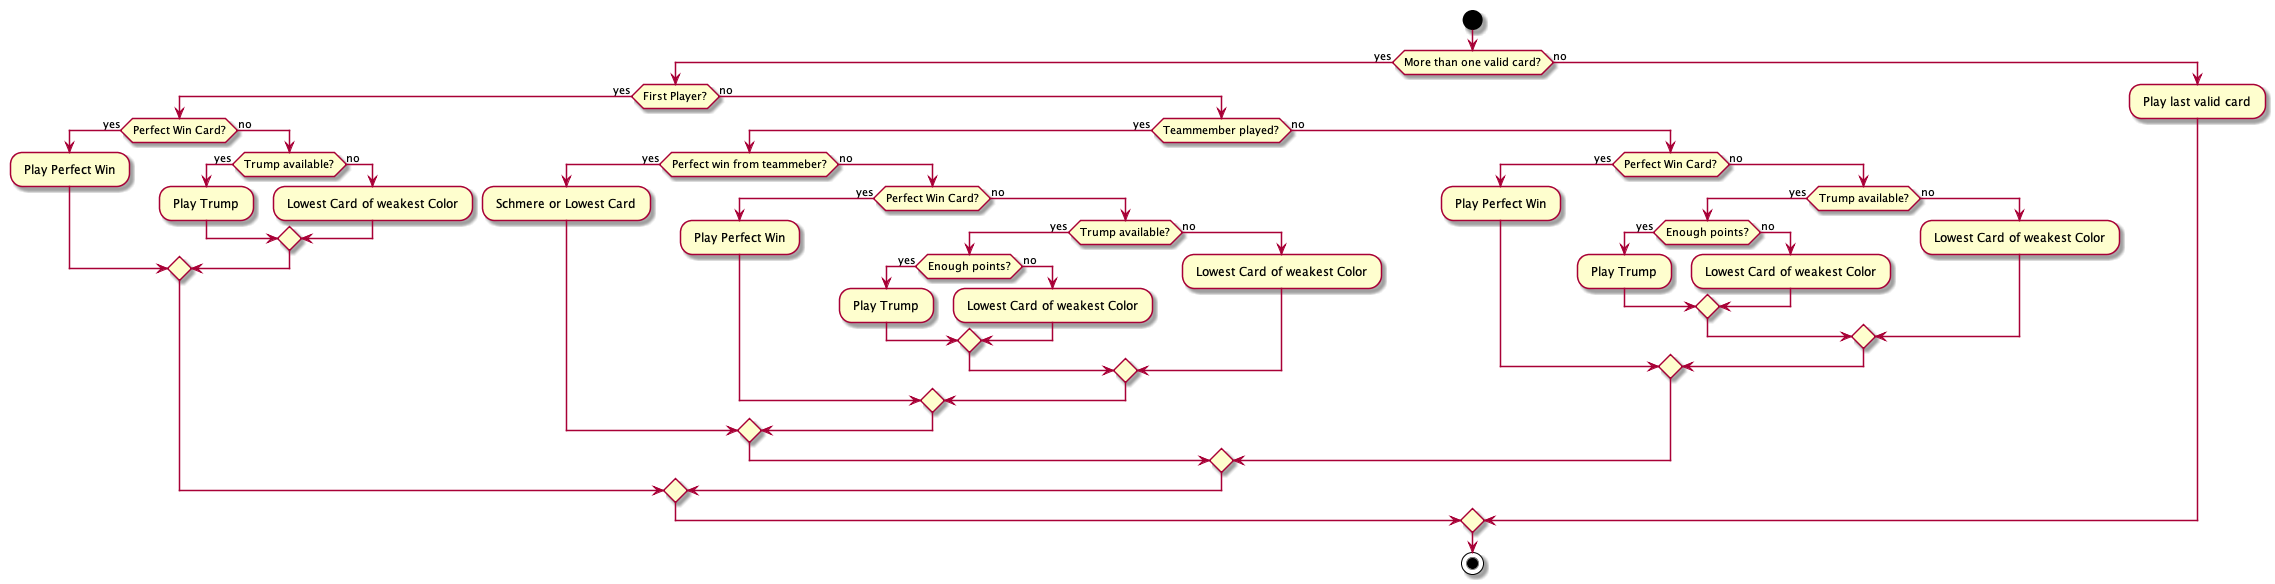 yes
More than one valid card?
no
yes
First Player?
no
Play last valid card
yes
Perfect Win Card?
no
yes
Teammember played?
no
Play Perfect Win
yes
Trump available?
no
Play Trump
Lowest Card of weakest Color
yes
Perfect win from teammeber?
no
Schmere or Lowest Card
yes
Perfect Win Card?
no
Play Perfect Win
yes
Trump available?
no
yes
Enough points?
no
Play Trump
Lowest Card of weakest Color
Lowest Card of weakest Color
yes
Perfect Win Card?
no
Play Perfect Win
yes
Trump available?
no
yes
Enough points?
no
Play Trump
Lowest Card of weakest Color
Lowest Card of weakest Color